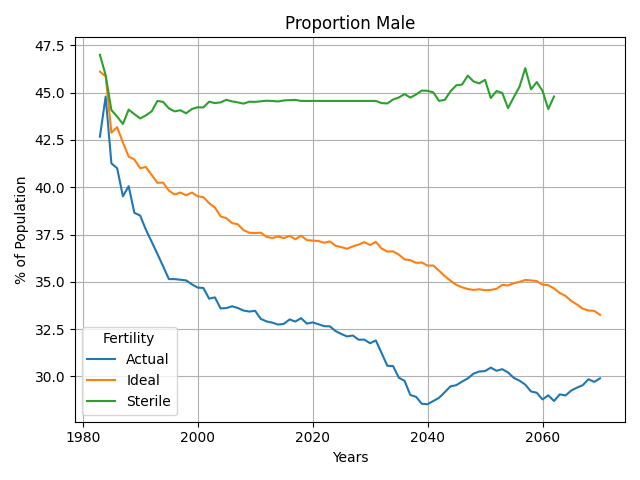 Proportion Male
47.5
45.0
42.5
40.0
37.5
35.0
32.5
30.0
% of Population
Fertility
Actual
Ideal
Sterile
1980
2000
2020
2040
2060
Years